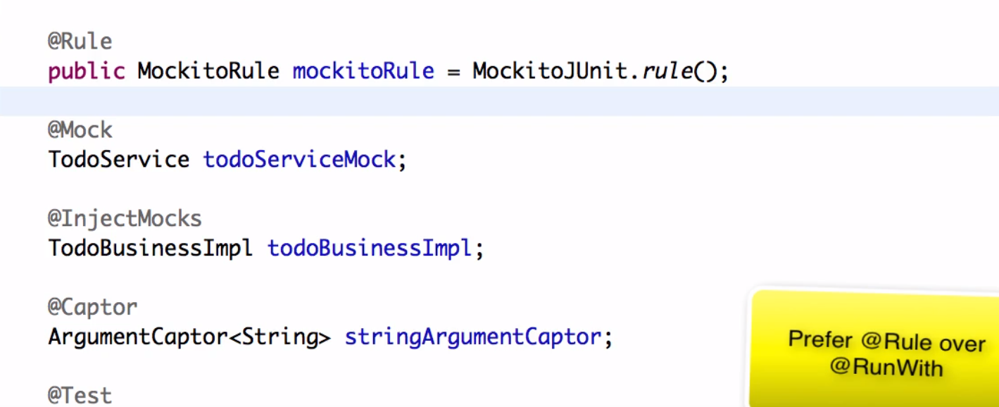 @Rule
public MockitoRule mockitoRule = MockitoJUnit.rule();
@Mock
TodoService todoServiceMock;
@InjectMocks
TodoBusinessImpl todoBusinessImpl;
@Captor
ArgumentCaptor<String> stringArgumentCaptor;
@Test
Prefer @Rule over
@RunWith